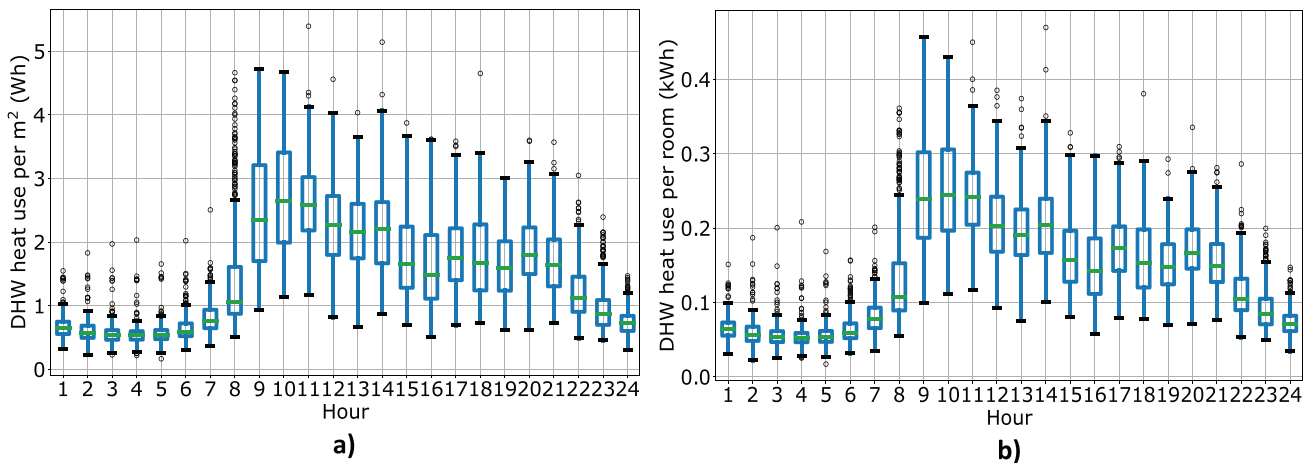 DHW heat use per m² (Wh)
5
4
3
2
1
0
1 2 3 4 5 6 7 8 9 10 11 12 13 14 15 16 17 18 19 20 21 22 23 24
Hour
a)
DHW heat use per room (kWh)
0.4
0.3
0.2
0.1
0.0
1 2 3 4 5 6 7 8 9 10 11 12 13 14 15 16 17 18 19 20 21 22 23 24
Hour
b)